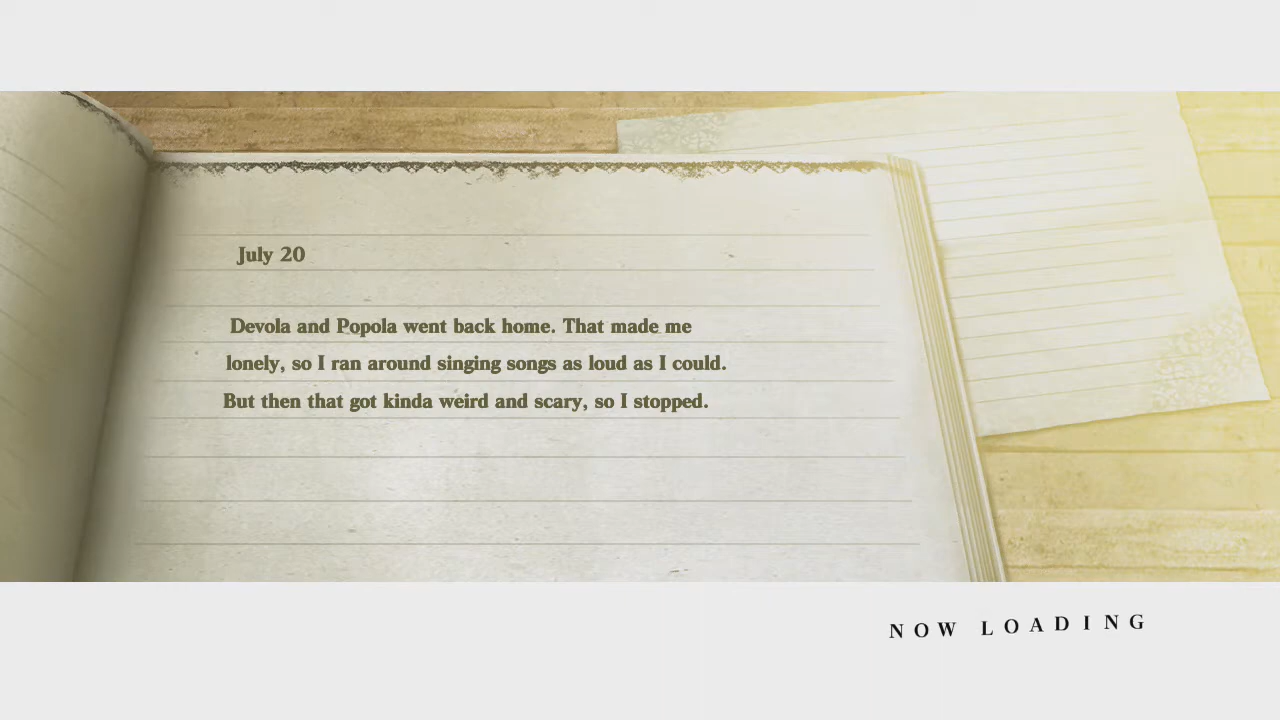 July 20
Devola and Popola went back home. That made me
lonely, so I ran around singing songs as loud as I could.
But then that got kinda weird and scary, so I stopped.
NOW LOADING